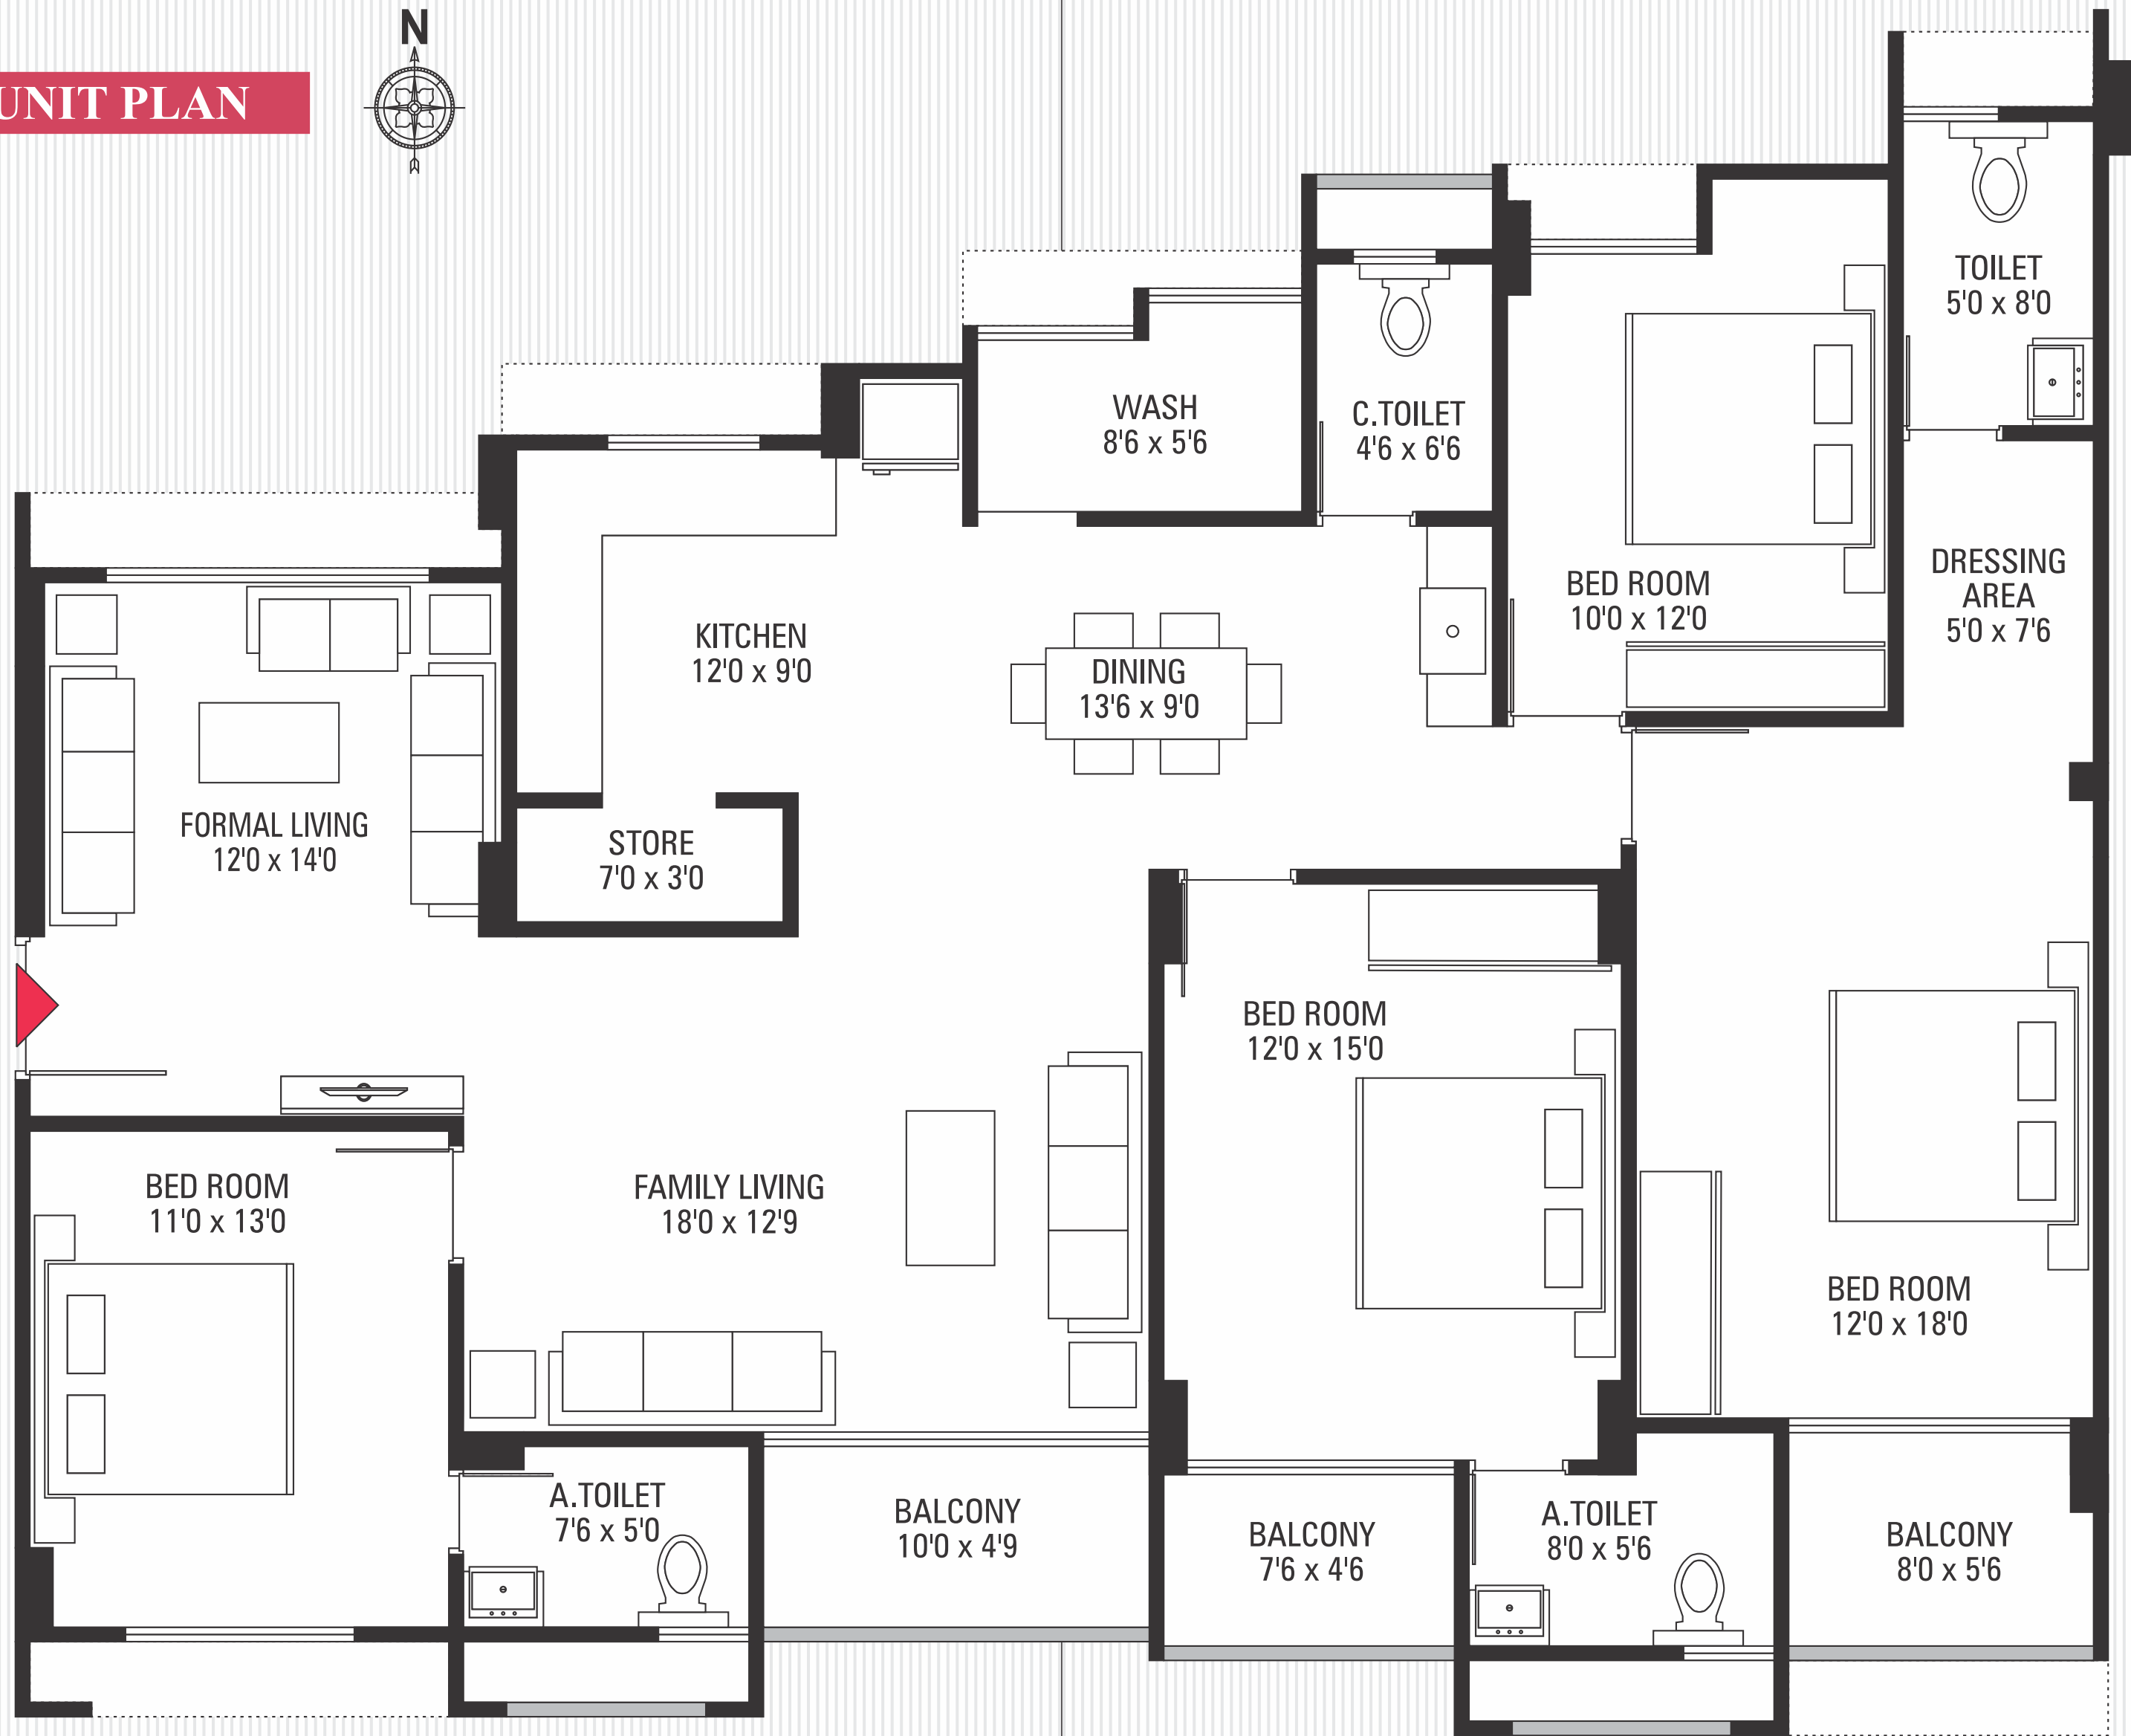 N
UNIT PLAN
TOILET
5'0 x 8'0
WASH
8'6 x 5'6
C.TOILET
4'6 x 6'6
DRESSING
AREA
5'0 x 7'6
BED ROOM
10'0 x 12'0
KITCHEN
12'0 x 9'0
DINING
13'6 x 9'0
FORMAL LIVING
12'0 x 14'0
STORE
7'0 x 3'0
BED ROOM
12'0 x 15'0
BED ROOM
11'0 x 13'0
FAMILY LIVING
18'0 x 12'9
BED ROOM
12'0 x 18'0
A.TOILET
7'6 x 5'0
BALCONY
10'0 x 4'9
BALCONY
7'6 x 4'6
A.TOILET
8'0 x 5'6
BALCONY
8'0 x 5'6